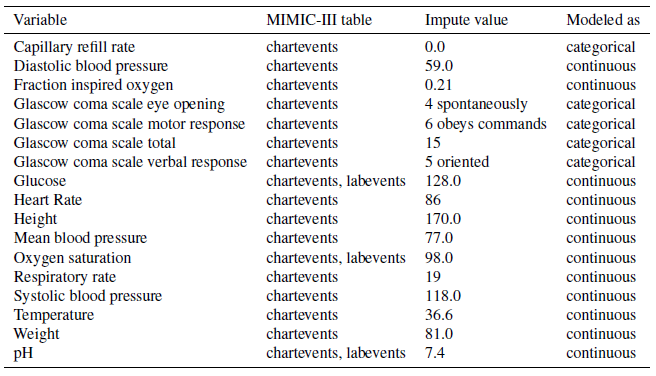 Variable MIMIC-III table Impute value Modeled as
Capillary refill rate chartevents 0.0 categorical
Diastolic blood pressure chartevents 59.0 continuous
Fraction inspired oxygen chartevents 0.21 continuous
Glascow coma scale eye opening chartevents 4 spontaneously categorical
Glascow coma scale motor response chartevents 6 obeys commands categorical
Glascow coma scale total chartevents 15 categorical
Glascow coma scale verbal response chartevents 5 oriented categorical
Glucose chartevents, labevents 128.0 continuous
Heart Rate chartevents 86 continuous
Height chartevents 170.0 continuous
Mean blood pressure chartevents 77.0 continuous
Oxygen saturation chartevents, labevents 98.0 continuous
Respiratory rate chartevents 19 continuous
Systolic blood pressure chartevents 118.0 continuous
Temperature chartevents 36.6 continuous
Weight chartevents 81.0 continuous
pH chartevents, labevents 7.4 continuous